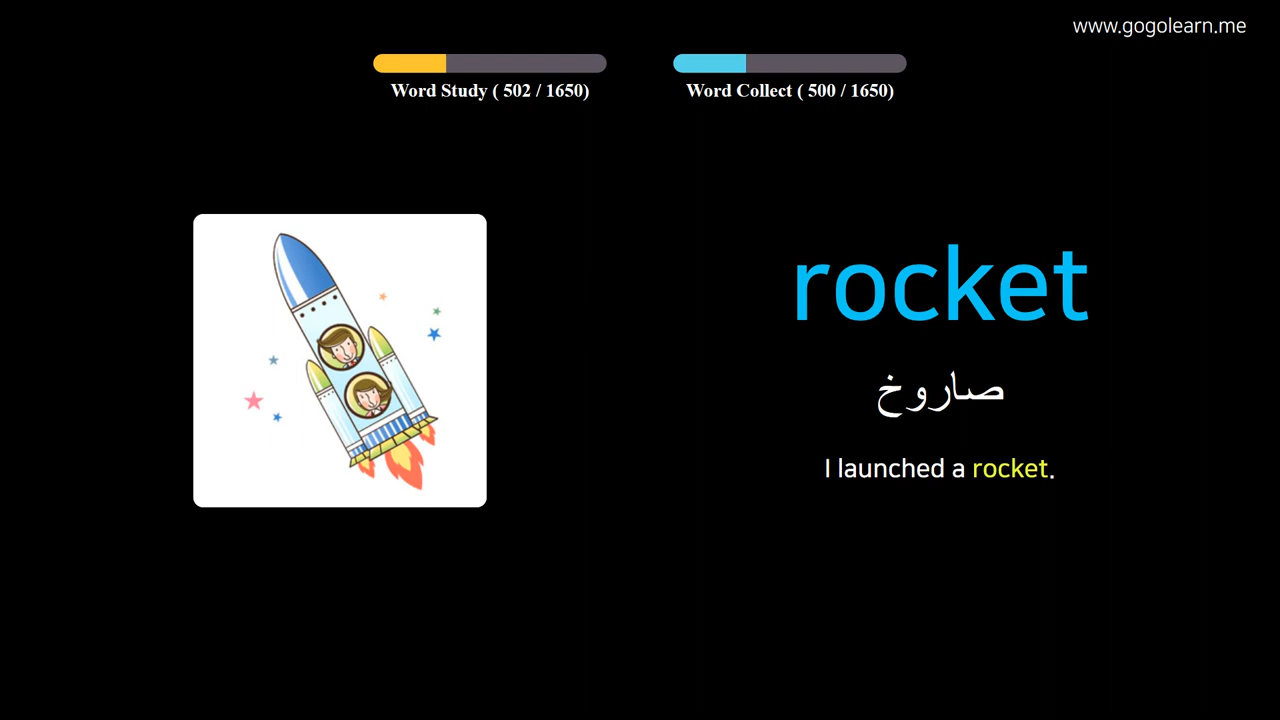 www.gogolearn.me
Word Study ( 502 / 1650)
Word Collect ( 500 / 1650)
rocket
صاروخ
I launched a rocket.